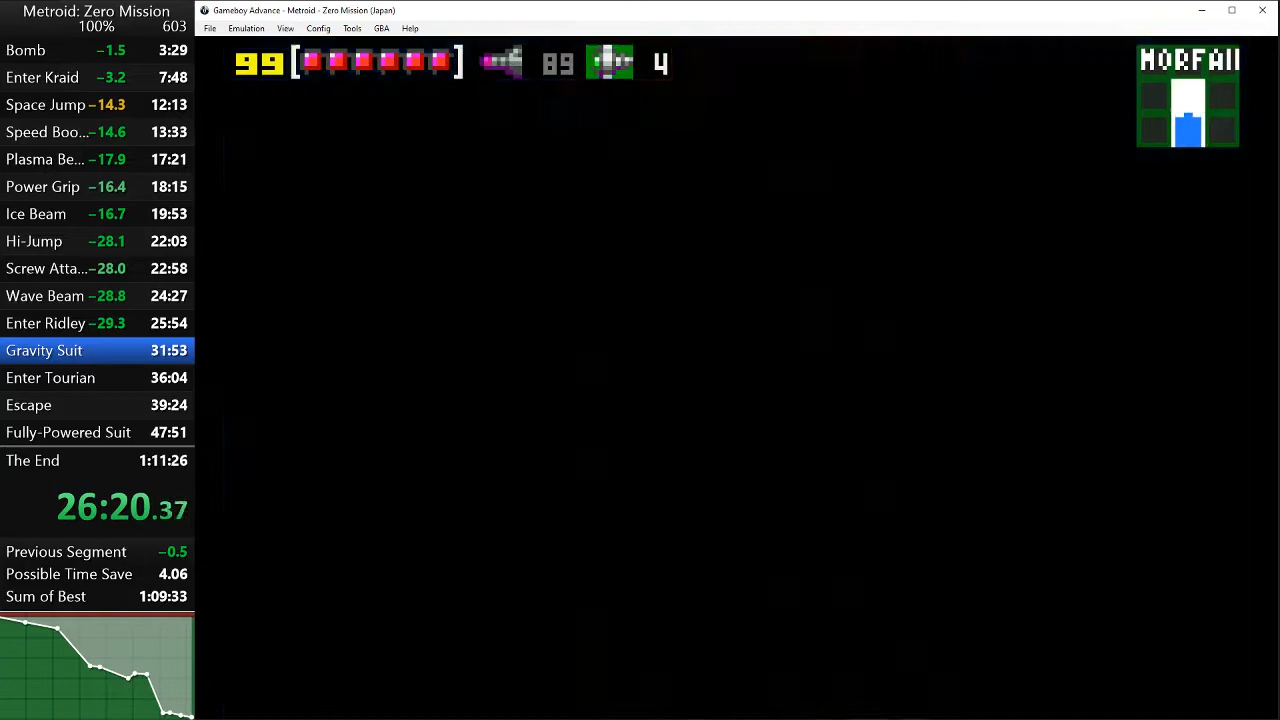 Metroid: Zero Mission
100% 603
Bomb −1.5 3:29
Enter Kraid −3.2 7:48
Space Jump −14.3 12:13
Speed Boo... −14.6 13:33
Plasma Be... −17.9 17:21
Power Grip −16.4 18:15
Ice Beam −16.7 19:53
Hi-Jump −28.1 22:03
Screw Atta... −28.0 22:58
Wave Beam −28.8 24:27
Enter Ridley −29.3 25:54
Gravity Suit 31:53
Enter Tourian 36:04
Escape 39:24
Fully-Powered Suit 47:51
The End 1:11:26
26:20.37
Previous Segment −0.5
Possible Time Save 4.06
Sum of Best 1:09:33
Gameboy Advance - Metroid - Zero Mission (Japan)
File Emulation View Config Tools GBA Help
99 89 4
NORFAIR